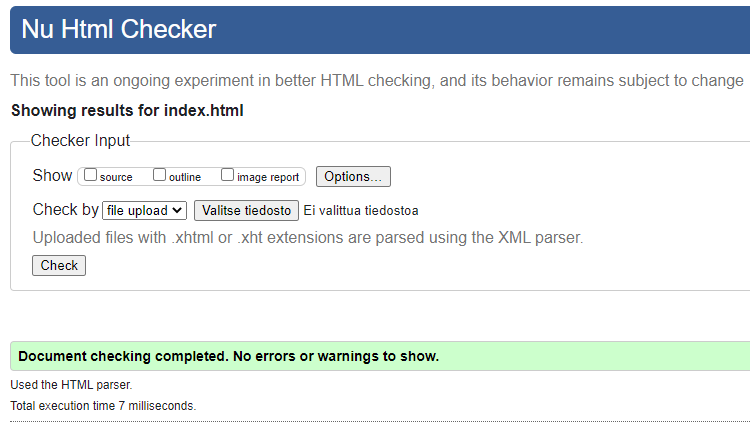 Nu Html Checker
This tool is an ongoing experiment in better HTML checking, and its behavior remains subject to change
Showing results for index.html
Checker Input
Show source outline image report Options...
Check by file upload Valitse tiedosto Ei valittua tiedostoa
Uploaded files with .xhtml or .xht extensions are parsed using the XML parser.
Check
Document checking completed. No errors or warnings to show.
Used the HTML parser.
Total execution time 7 milliseconds.